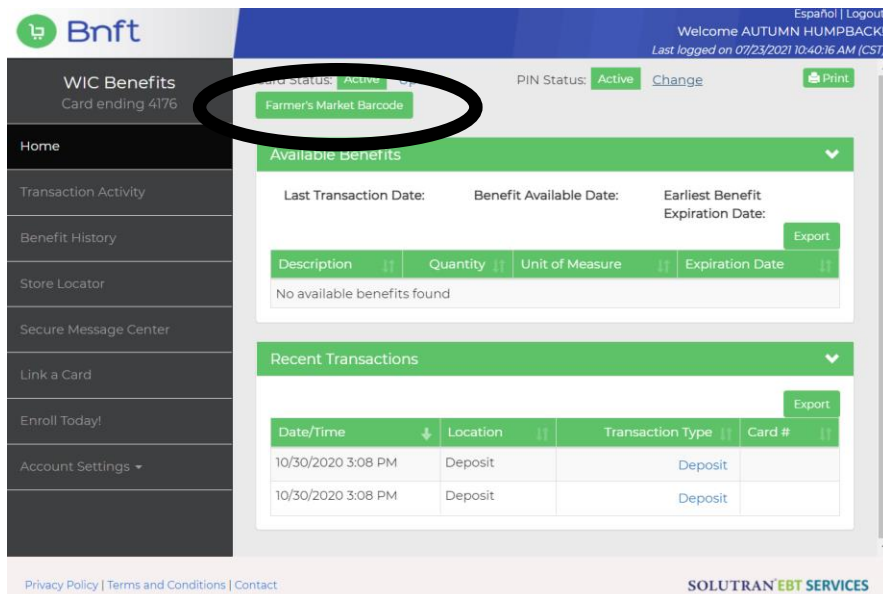 Bnft
Español | Logout
Welcome AUTUMN HUMPBACK!
Last logged on 07/23/2021 10:40:16 AM (CST
WIC Benefits
Card ending 4176
Home
Transaction Activity
Benefit History
Store Locator
Secure Message Center
Link a Card
Enroll Today!
Account Settings
Status: Active
PIN Status: Active Change
Print
Farmer's Market Barcode
Available Benefits
Last Transaction Date: Benefit Available Date: Earliest Benefit
Expiration Date:
Export
Description Quantity Unit of Measure Expiration Date
No available benefits found
Recent Transactions
Export
Date/Time Location Transaction Type Card #
10/30/2020 3:08 PM Deposit Deposit
10/30/2020 3:08 PM Deposit Deposit
Privacy Policy | Terms and Conditions | Contact
SOLUTRAN EBT SERVICES